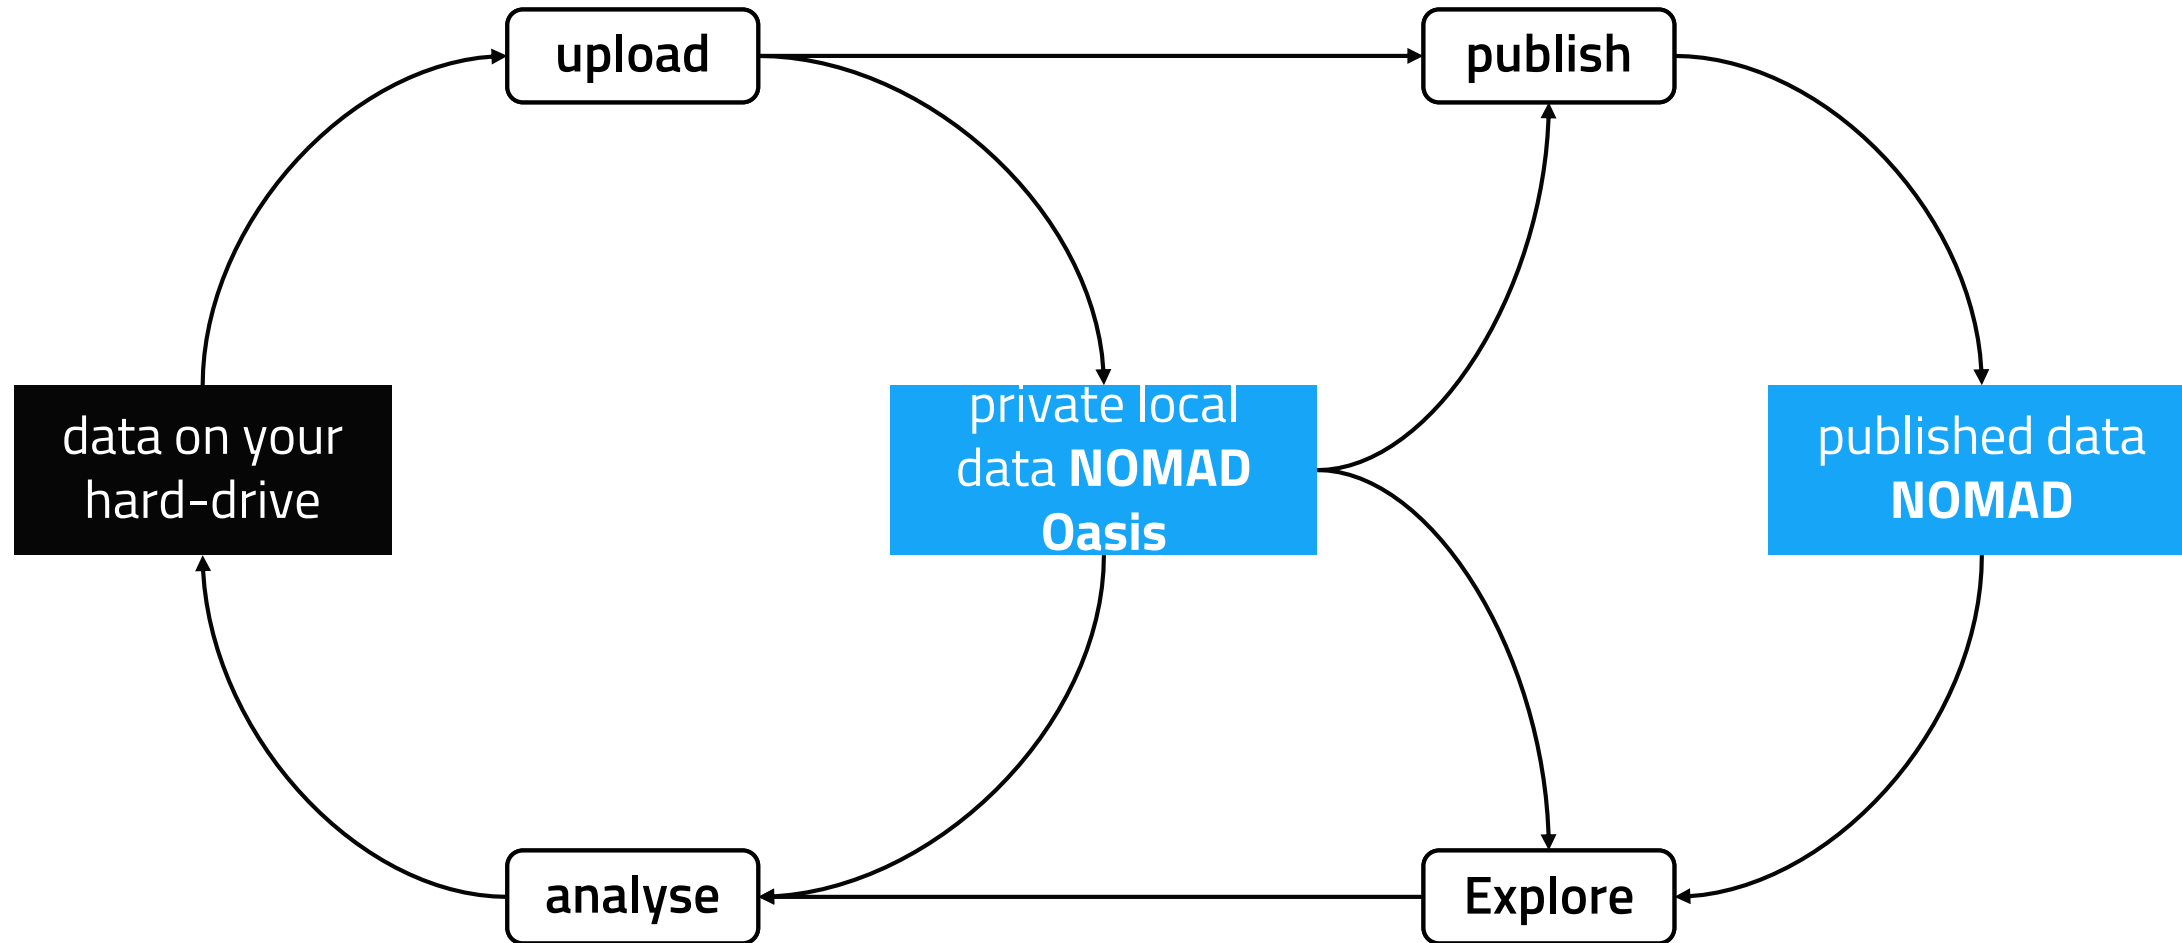 upload
publish
data on your
hard-drive
private local
data NOMAD
Oasis
published data
NOMAD
analyse
Explore